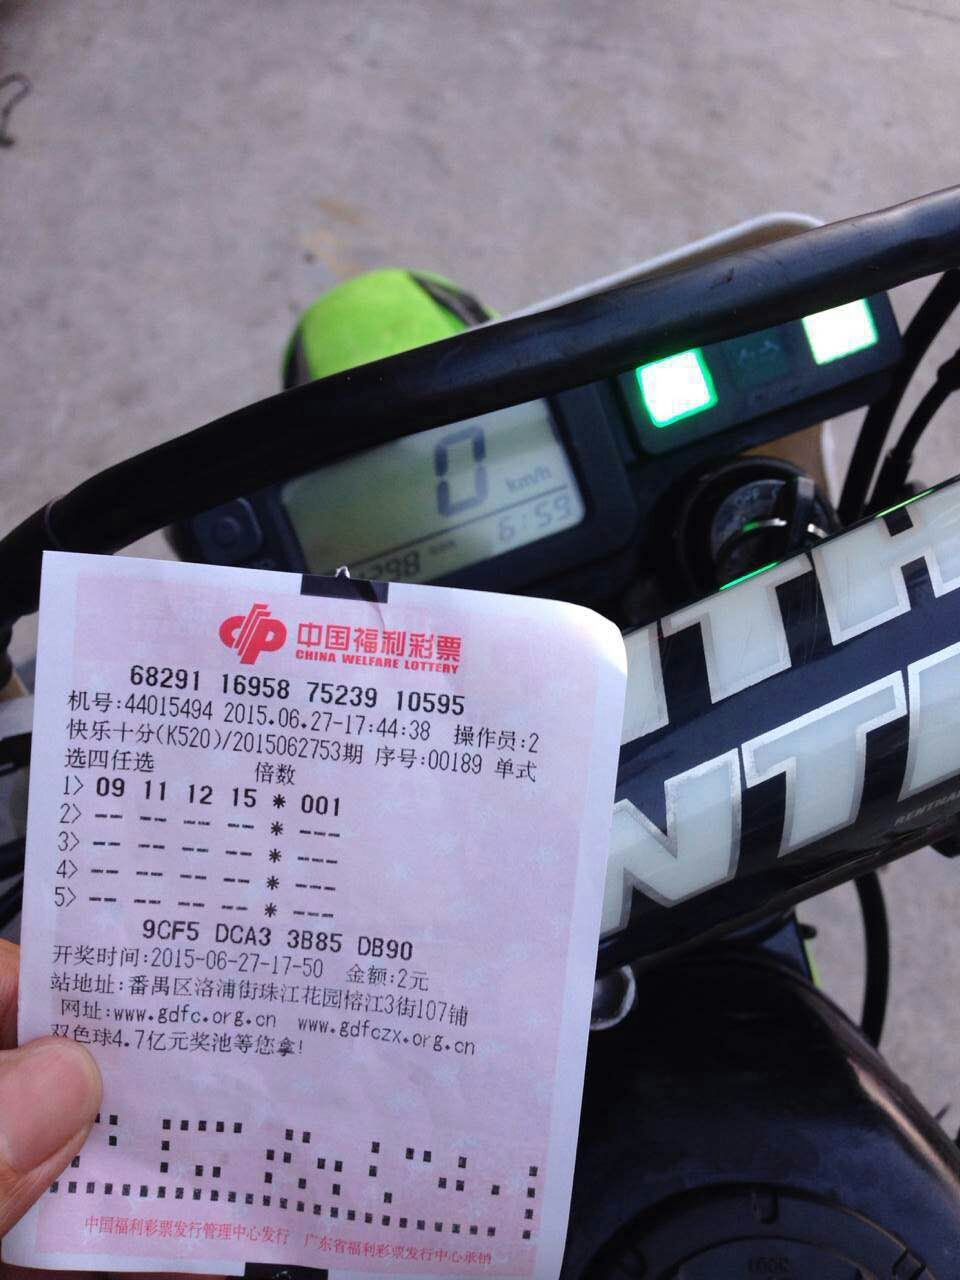 0
km/h
6:59
中国福利彩票
CHINA WELFARE LOTTERY
68291 16958 75239 10595
机号:44015494 2015.06.27-17:44:38 操作员:2
快乐十分(K520)/2015062753期 序号:00189 单式
选四任选 倍数
1> 09 11 12 15 * 001
2> -- -- -- -- * ---
3> -- -- -- -- * ---
4> -- -- -- -- * ---
5> -- -- -- -- * ---
9CF5 DCA3 3B85 DB90
开奖时间:2015-06-27-17-50 金额:2元
站地址:番禺区洛浦街珠江花园榕江3街107铺
网址:www.gdfc.org.cn www.gdfczx.org.cn
双色球4.7亿元奖池等您拿!
中国福利彩票发行管理中心发行 广东省福利彩票发行中心承销